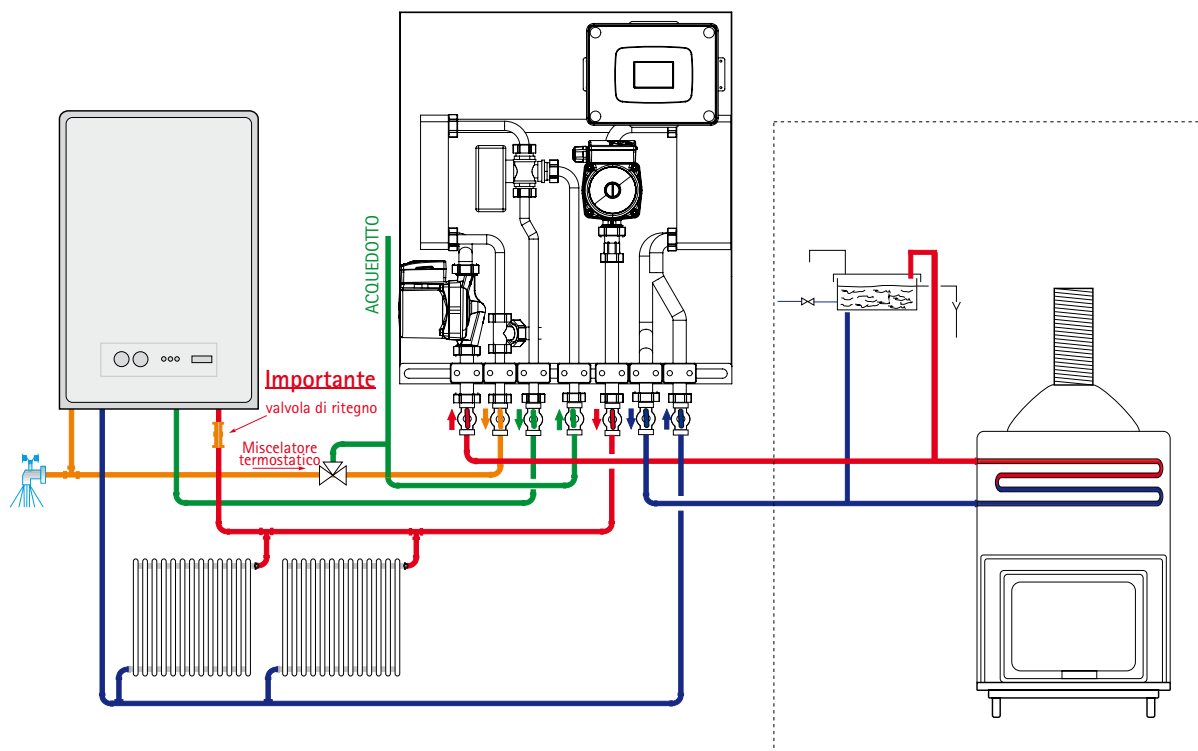 ACQUEDOTTO
Importante
valvola di ritegno
Miscelatore
termostatico